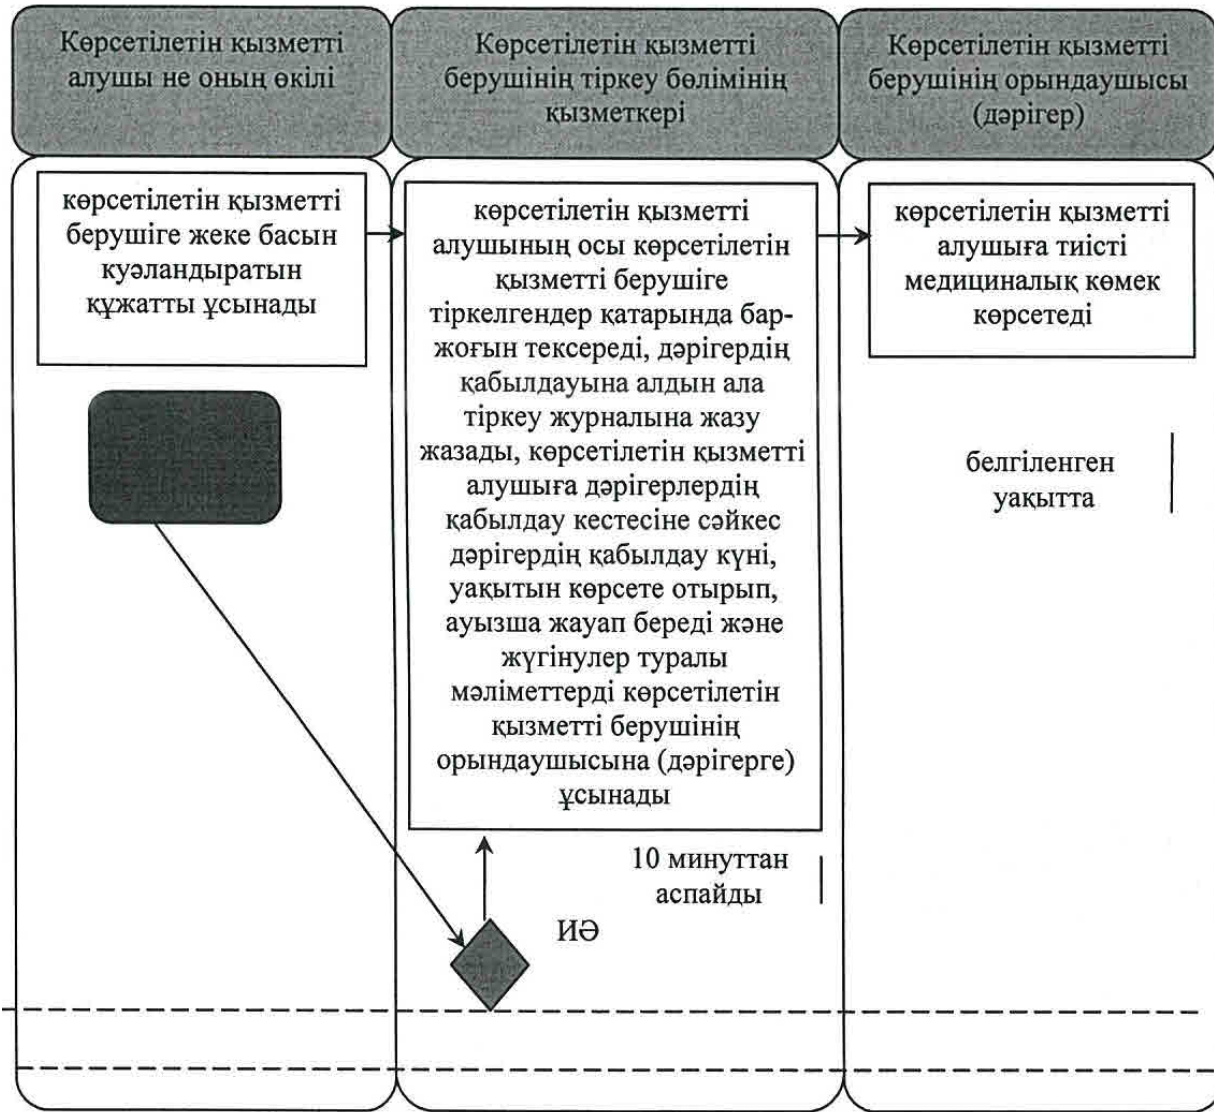 Көрсетілетін қызметті
алушы не оның өкілі
Көрсетілетін қызметті
берушінің тіркеу бөлімінің
қызметкері
Көрсетілетін қызметті
берушінің орындаушысы
(дәрігер)
көрсетілетін қызметті
берушіге жеке басын
куәландыратын
құжатты ұсынады
көрсетілетін қызметті
алушының осы көрсетілетін
қызметті берушіге
тіркелгендер қатарында бар-
жоғын тексереді, дәрігердің
қабылдауына алдын ала
тіркеу журналына жазу
жазады, көрсетілетін қызметті
алушыға дәрігерлердің
қабылдау кестесіне сәйкес
дәрігердің қабылдау күні,
уақытын көрсете отырып,
ауызша жауап береді және
жүгінулер туралы
мәліметтерді көрсетілетін
қызметті берушінің
орындаушысына (дәрігерге)
ұсынады
көрсетілетін қызметті
алушыға тиісті
медициналық көмек
көрсетеді
белгіленген
уақытта
10 минуттан
аспайды
ИӘ